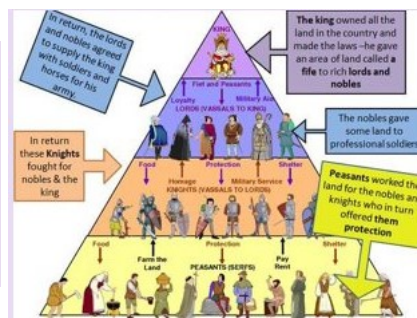 In return, the lords
and nobles agreed
to supply the king
with soldiers and
horses for his
army.
KING
The king owned all the
land in the country and
made the laws –he gave
an area of land called a
fife to rich lords and
nobles
Fief and Peasants
Loyalty
Military Aid
LORDS (VASSALS TO KING)
The nobles gave
some land to
professional soldiers
In return
these Knights
fought for
nobles & the
king
Food
Protection
Shelter
Homage
Military Service
KNIGHTS (VASSALS TO LORDS)
Peasants worked the
land for the nobles and
knights who in turn
offered them
protection
Food
Protection
Shelter
Farm the
Land
Pay
Rent
PEASANTS (SERFS)